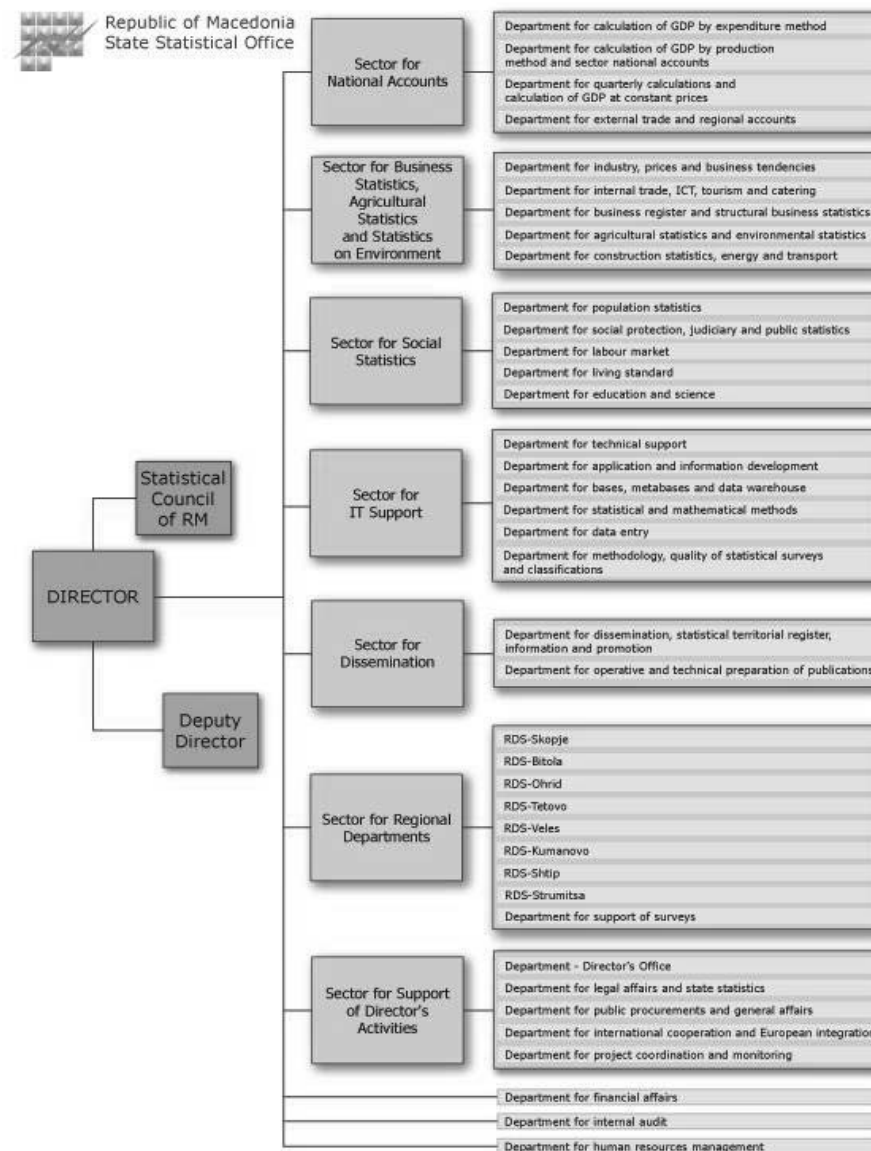 Republic of Macedonia
State Statistical Office
Sector for
National Accounts
Department for calculation of GDP by expenditure method
Department for calculation of GDP by production
method and sector national accounts
Department for quarterly calculations and
calculation of GDP at constant prices
Department for external trade and regional accounts
Sector for Business
Statistics,
Agricultural
Statistics
and Statistics
on Environment
Department for industry, prices and business tendencies
Department for internal trade, ICT, tourism and catering
Department for business register and structural business statistics
Department for agricultural statistics and environmental statistics
Department for construction statistics, energy and transport
Sector for Social
Statistics
Department for population statistics
Department for social protection, judiciary and public statistics
Department for labour market
Department for living standard
Department for education and science
Statistical
Council
of RM
DIRECTOR
Deputy
Director
Sector for
IT Support
Department for technical support
Department for application and information development
Department for bases, metabases and data warehouse
Department for statistical and mathematical methods
Department for data entry
Department for methodology, quality of statistical surveys
and classifications
Sector for
Dissemination
Department for dissemination, statistical territorial register,
information and promotion
Department for operative and technical preparation of publications
Sector for Regional
Departments
RDS-Skopje
RDS-Bitola
RDS-Ohrid
RDS-Tetovo
RDS-Veles
RDS-Kumanovo
RDS-Shtip
RDS-Strumitsa
Department for support of surveys
Sector for Support
of Director's
Activities
Department - Director's Office
Department for legal affairs and state statistics
Department for public procurements and general affairs
Department for international cooperation and European integration
Department for project coordination and monitoring
Department for financial affairs
Department for internal audit
Department for human resources management